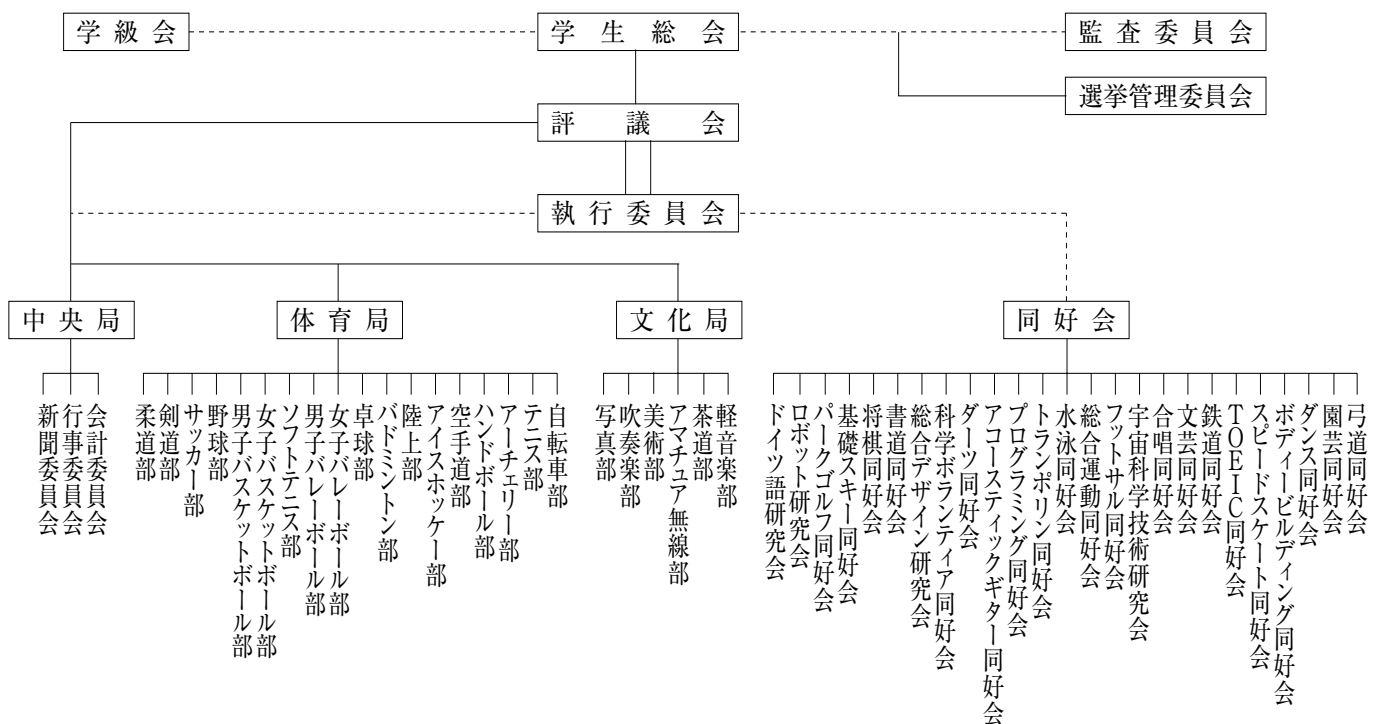 学級会
学生総会
監査委員会
選挙管理委員会
評議会
執行委員会
中央局
体育局
文化局
同好会
新聞委員会
行事委員会
会計委員会
柔道部
剣道部
サッカー部
野球部
男子バスケットボール部
女子バスケットボール部
ソフトテニス部
男子バレーボール部
女子バレーボール部
卓球部
バドミントン部
陸上部
アイスホッケー部
空手道部
ハンドボール部
アーチェリー部
テニス部
自転車部
写真部
吹奏楽部
美術部
アマチュア無線部
茶道部
軽音楽部
ドイツ語研究会
ロボット研究会
パークゴルフ同好会
基礎スキー同好会
将棋同好会
書道同好会
総合デザイン研究会
科学ボランティア同好会
ダーツ同好会
アコースティックギター同好会
プログラミング同好会
トランポリン同好会
水泳同好会
総合運動同好会
フットサル同好会
宇宙科学技術研究会
合唱同好会
文芸同好会
鉄道同好会
TOEIC同好会
スピードスケート同好会
ボディービルディング同好会
ダンス同好会
園芸同好会
弓道同好会